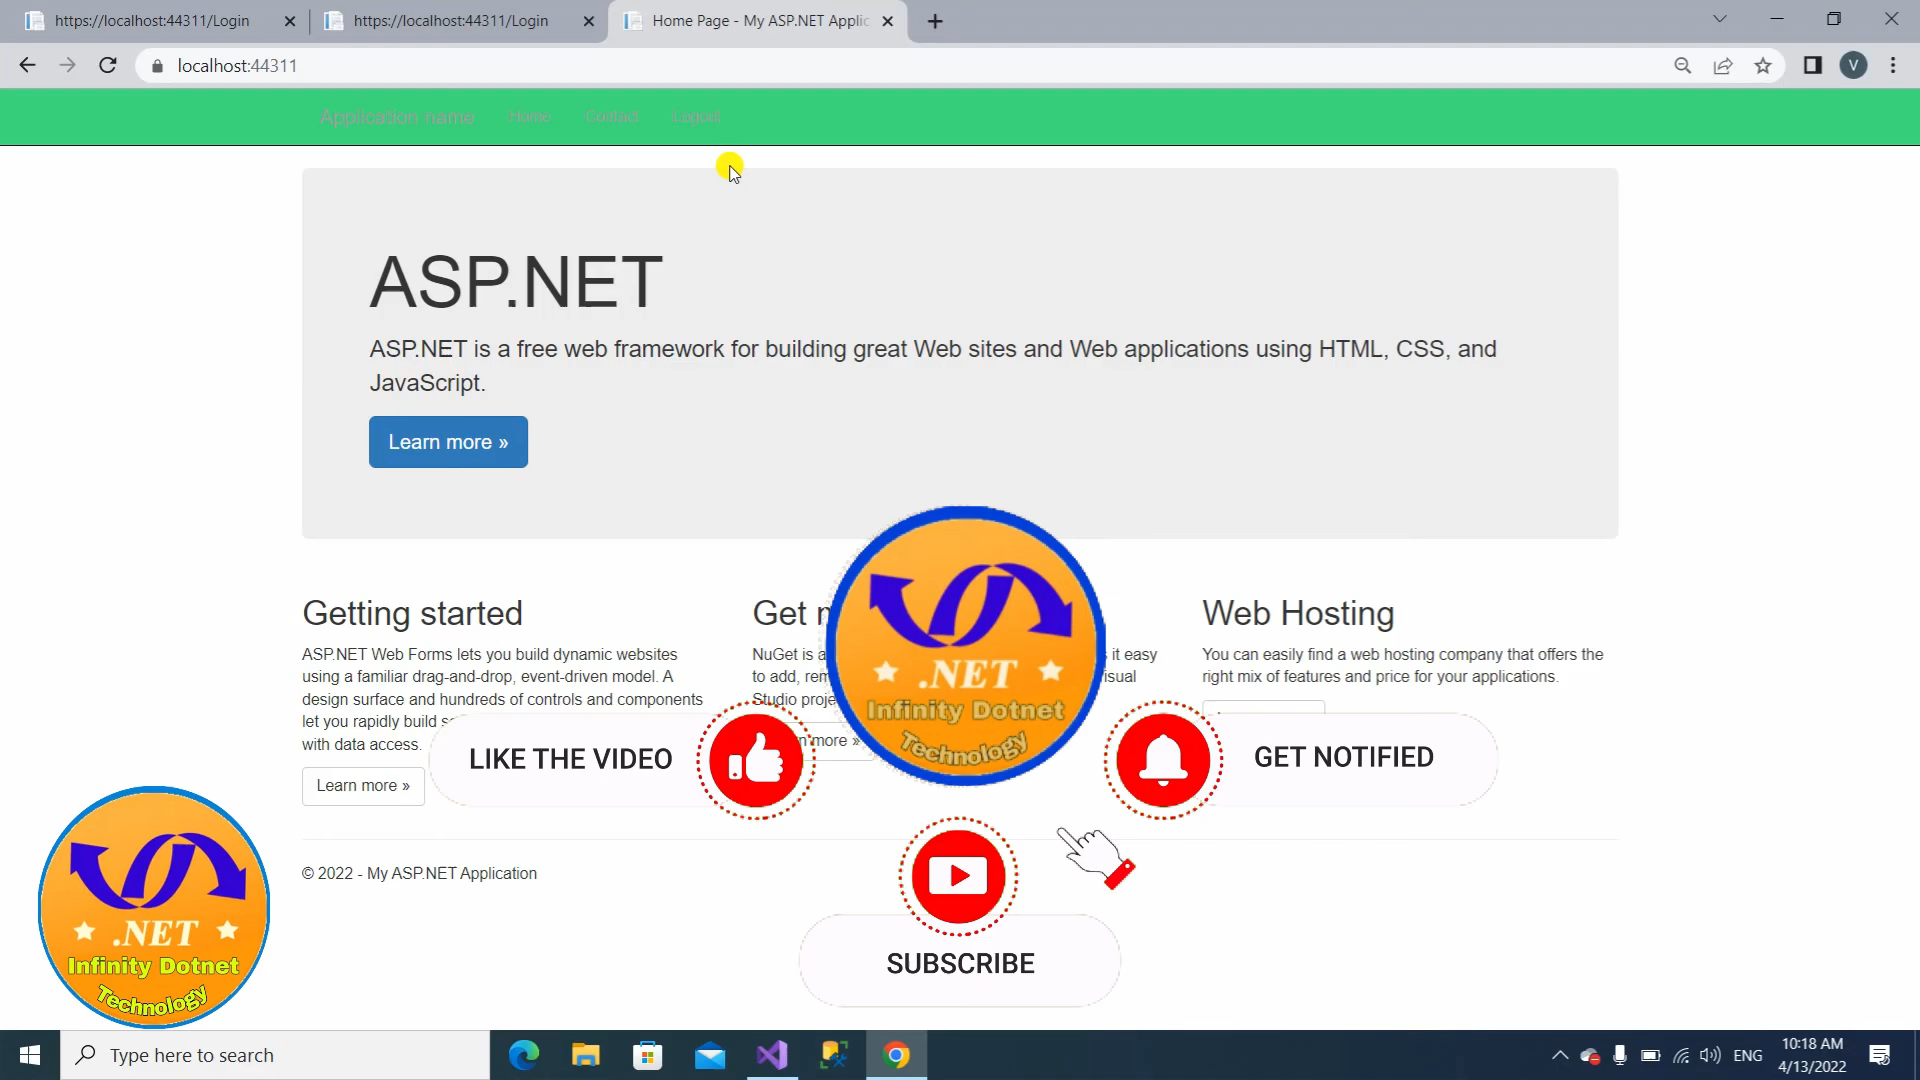 https://localhost:44311/Login
https://localhost:44311/Login
Home Page - My ASP.NET Applic
localhost:44311
V
Application name Home Contact Logout
ASP.NET
ASP.NET is a free web framework for building great Web sites and Web applications using HTML, CSS, and
JavaScript.
Learn more »
Getting started
ASP.NET Web Forms lets you build dynamic websites
using a familiar drag-and-drop, event-driven model. A
design surface and hundreds of controls and components
let you rapidly build
with data access.
Learn more »
Get
NuGet is a
it easy
to add,
Studio
more »
Web Hosting
You can easily find a web hosting company that offers the
right mix of features and price for your applications.
.NET
Infinity Dotnet
Technology
LIKE THE VIDEO
GET NOTIFIED
SUBSCRIBE
© 2022 - My ASP.NET Application
.NET
Infinity Dotnet
Technology
Type here to search
ENG
10:18 AM
4/13/2022